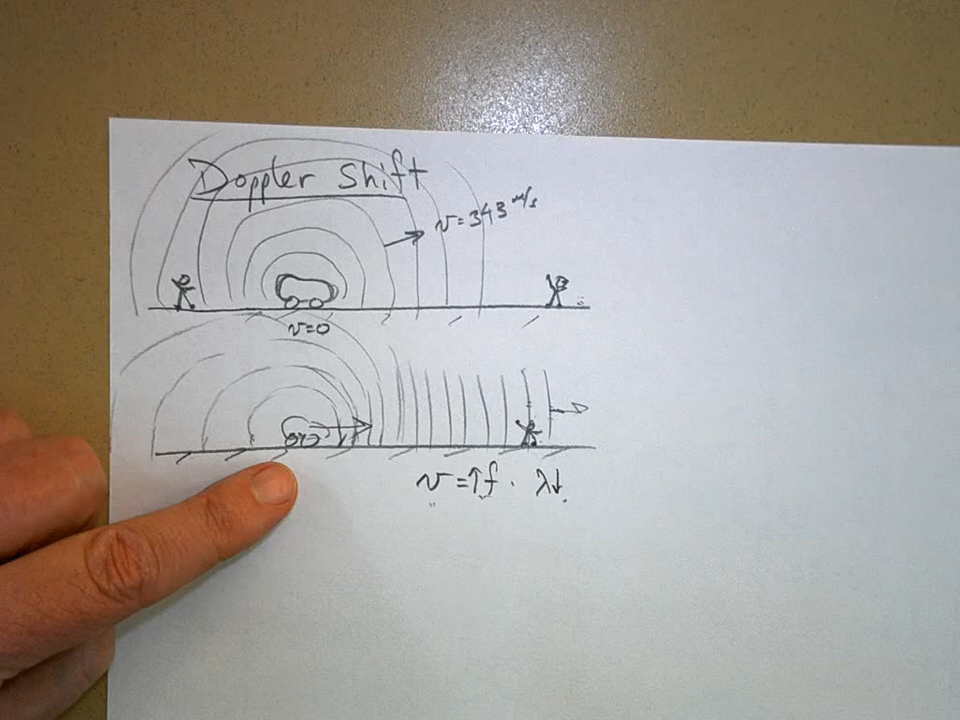 Doppler Shift
v=343 m/s
v=0
v=↑f · λ↓